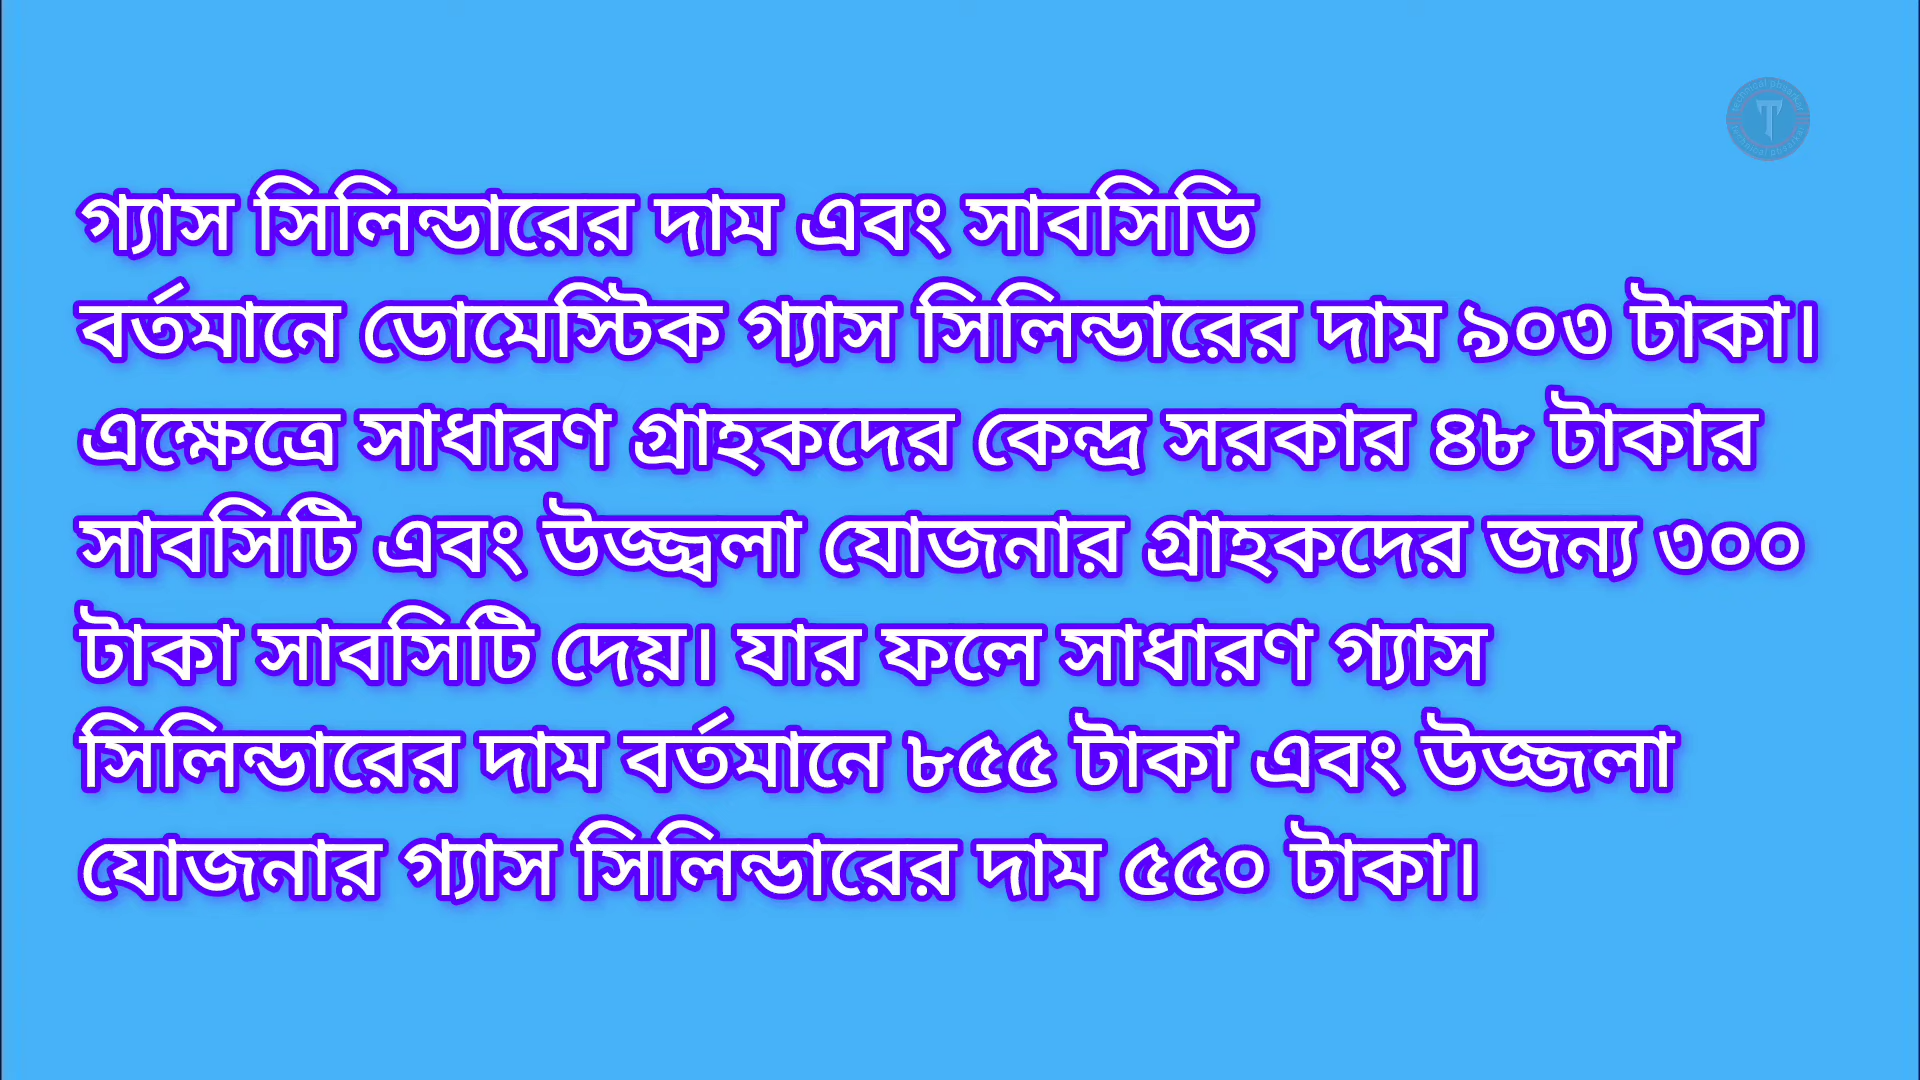 গ্যাস সিলিন্ডারের দাম এবং সাবসিডি
বর্তমানে ডোমেস্টিক গ্যাস সিলিন্ডারের দাম ৯০৩ টাকা।
এক্ষেত্রে সাধারণ গ্রাহকদের কেন্দ্র সরকার ৪৮ টাকার
সাবসিটি এবং উজ্জ্বলা যোজনার গ্রাহকদের জন্য ৩০০
টাকা সাবসিটি দেয়। যার ফলে সাধারণ গ্যাস
সিলিন্ডারের দাম বর্তমানে ৮৫৫ টাকা এবং উজ্জলা
যোজনার গ্যাস সিলিন্ডারের দাম ৫৫০ টাকা।